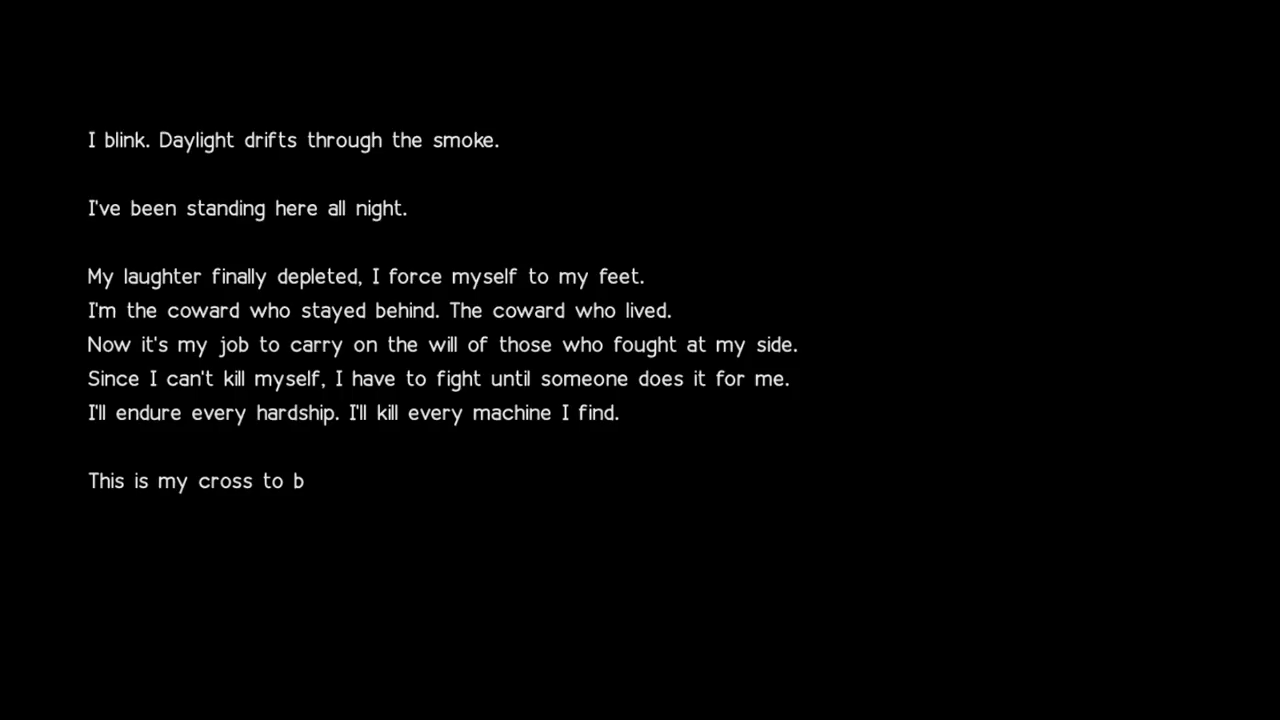 I blink. Daylight drifts through the smoke.
I've been standing here all night.
My laughter finally depleted, I force myself to my feet.
I'm the coward who stayed behind. The coward who lived.
Now it's my job to carry on the will of those who fought at my side.
Since I can't kill myself, I have to fight until someone does it for me.
I'll endure every hardship. I'll kill every machine I find.
This is my cross to b